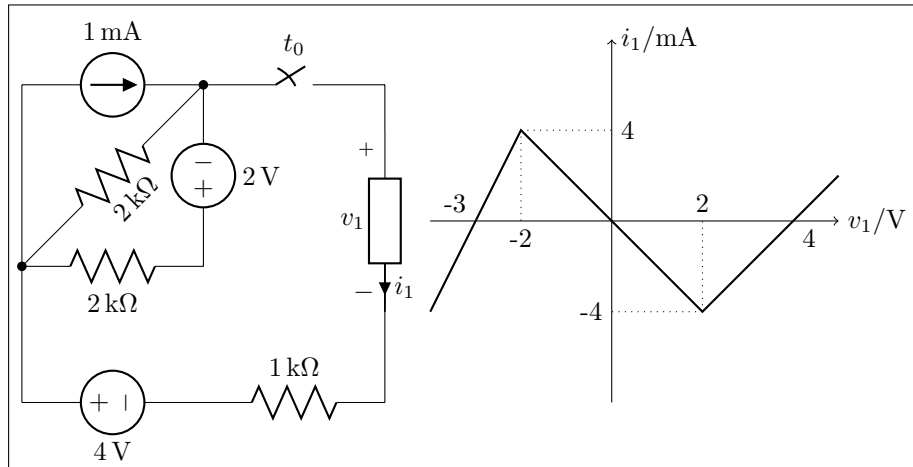 1 mA
t₀
i₁/mA
+
−
+
2 V
2 kΩ
2 kΩ
+
v₁
−
i₁
4
-3
-2
2
4
v₁/V
-4
1 kΩ
+ −
4 V